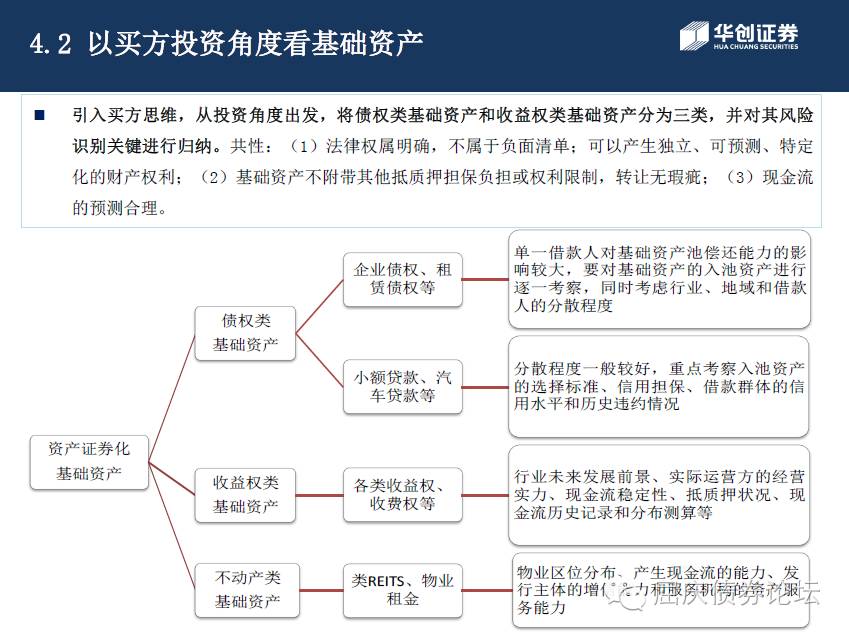 4.2 以买方投资角度看基础资产
华创证券
HUA CHUANG SECURITIES
引入买方思维，从投资角度出发，将债权类基础资产和收益权类基础资产分为三类，并对其风险
识别关键进行归纳。共性：（1）法律权属明确，不属于负面清单；可以产生独立、可预测、特定
化的财产权利；（2）基础资产不附带其他抵质押担保负担或权利限制，转让无瑕疵；（3）现金流
的预测合理。
资产证券化
基础资产
债权类
基础资产
企业债权、租
赁债权等
单一借款人对基础资产池偿还能力的影
响较大，要对基础资产的入池资产进行
逐一考察，同时考虑行业、地域和借款
人的分散程度
小额贷款、汽
车贷款等
分散程度一般较好，重点考察入池资产
的选择标准、信用担保、借款群体的信
用水平和历史违约情况
收益权类
基础资产
各类收益权、
收费权等
行业未来发展前景、实际运营方的经营
实力、现金流稳定性、抵质押状况、现
金流历史记录和分布测算等
不动产类
基础资产
类REITS、物业
租金
物业区位分布、产生现金流的能力、发
行主体的增信能力和服务机构的资产服
务能力
债券论坛